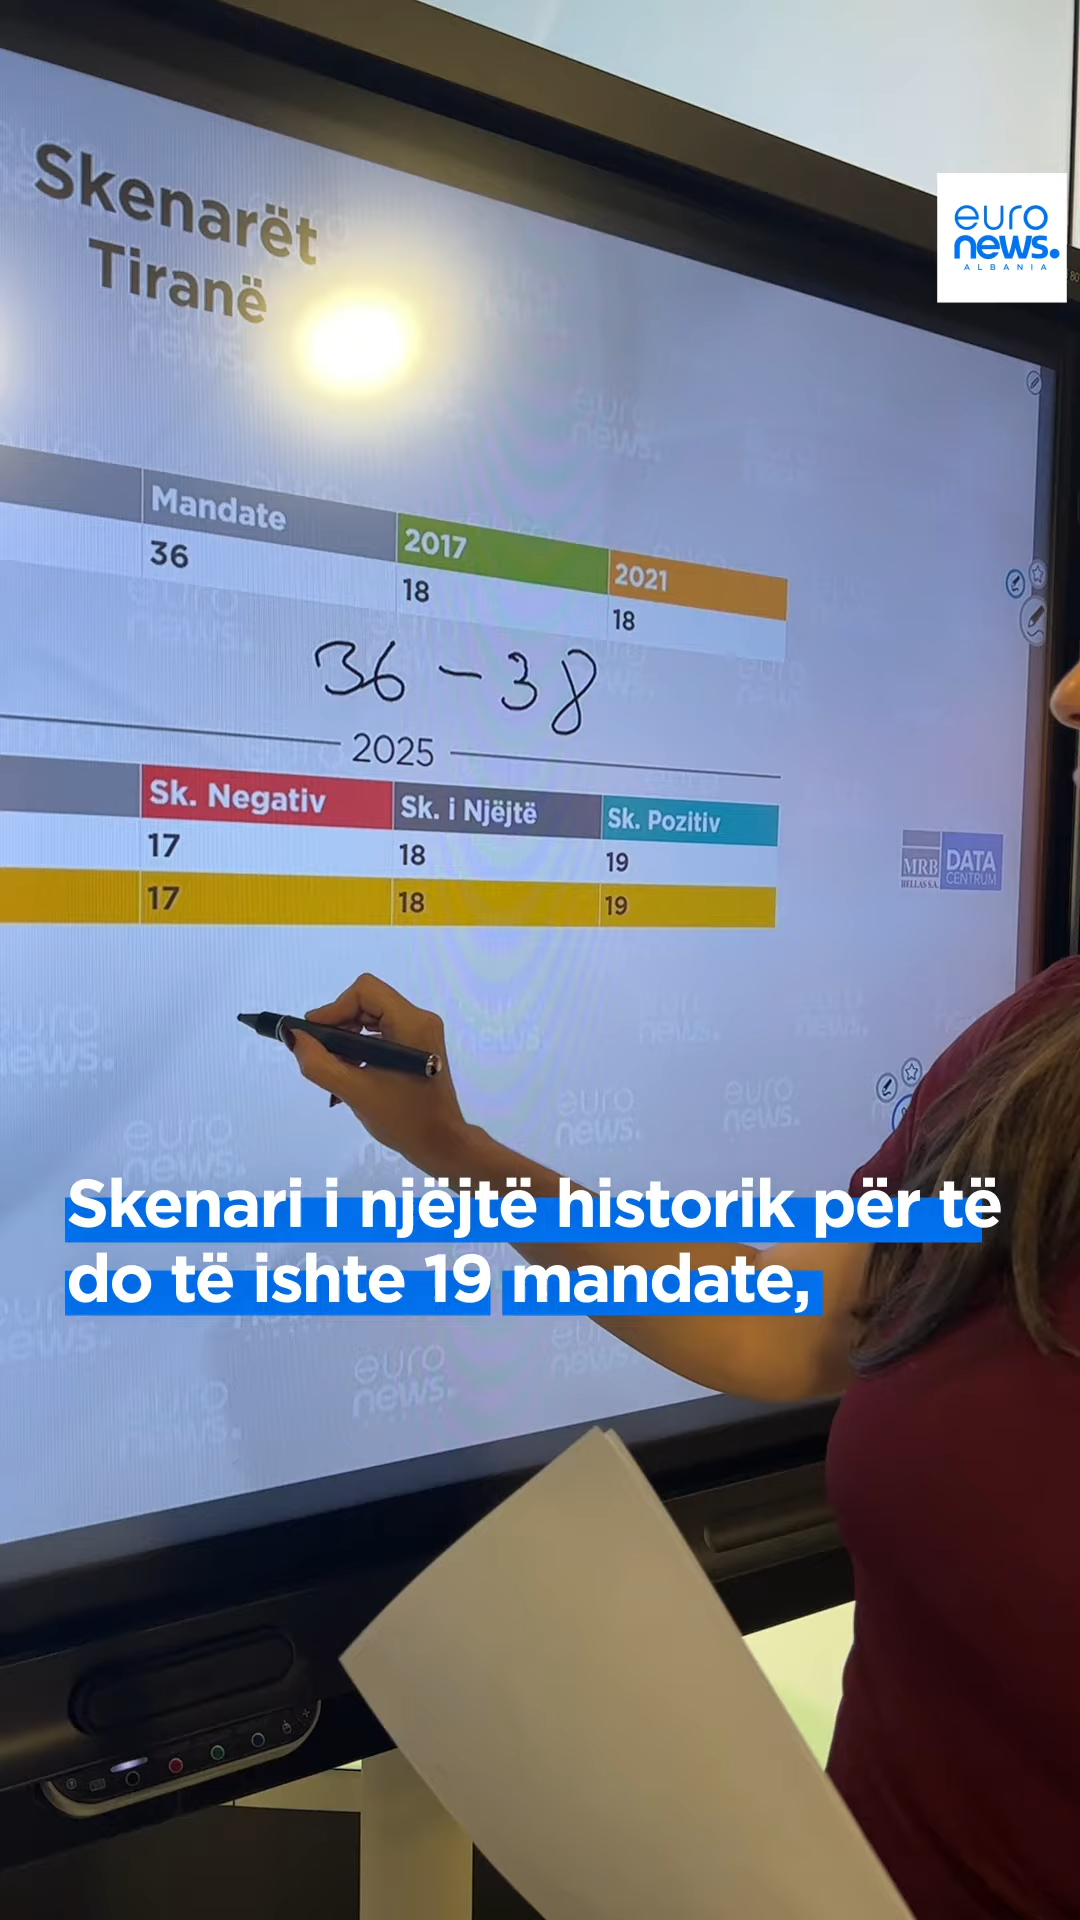 Skenarët
Tiranë
euro
news.
ALBANIA
Mandate 2017 2021
36 18 18
36 - 38
2025
Sk. Negativ Sk. i Njëjtë Sk. Pozitiv
17 18 19
17 18 19
MRB
HELLAS S.A.
DATA
CENTRUM
Skenari i njëjtë historik për të
do të ishte 19 mandate,